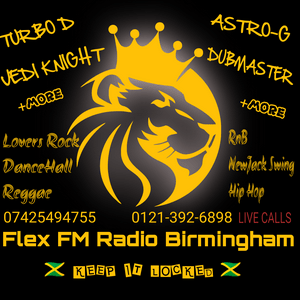 TURBO D
JEDI KNIGHT
+MORE
ASTRO-G
DUBMASTER
+MORE
Lovers Rock
DanceHall
Reggae
RnB
NewJack Swing
Hip Hop
07425494755
0121-392-6898 LIVE CALLS
Flex FM Radio Birmingham
KEEP IT LOCKED